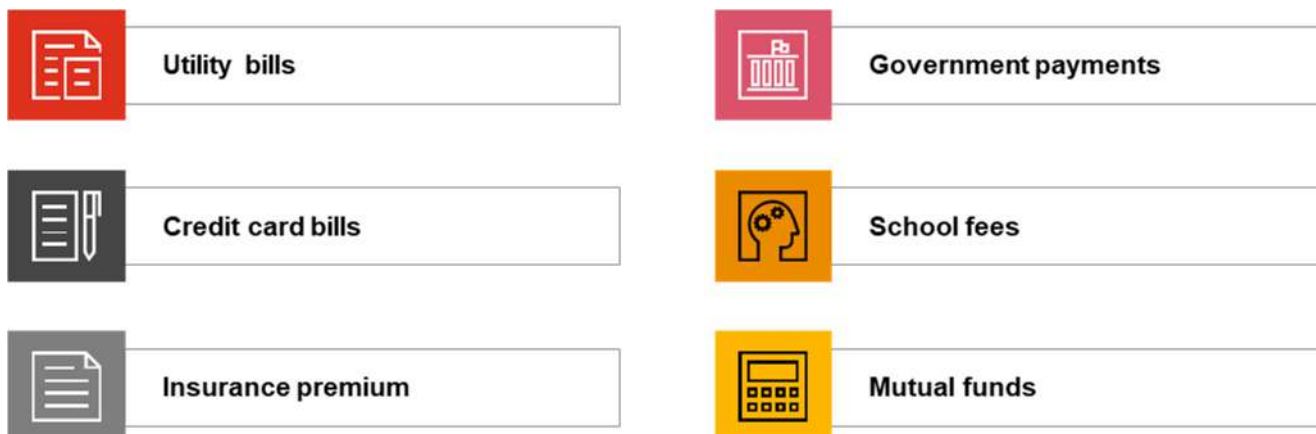 Utility bills
Government payments
Credit card bills
School fees
Insurance premium
Mutual funds